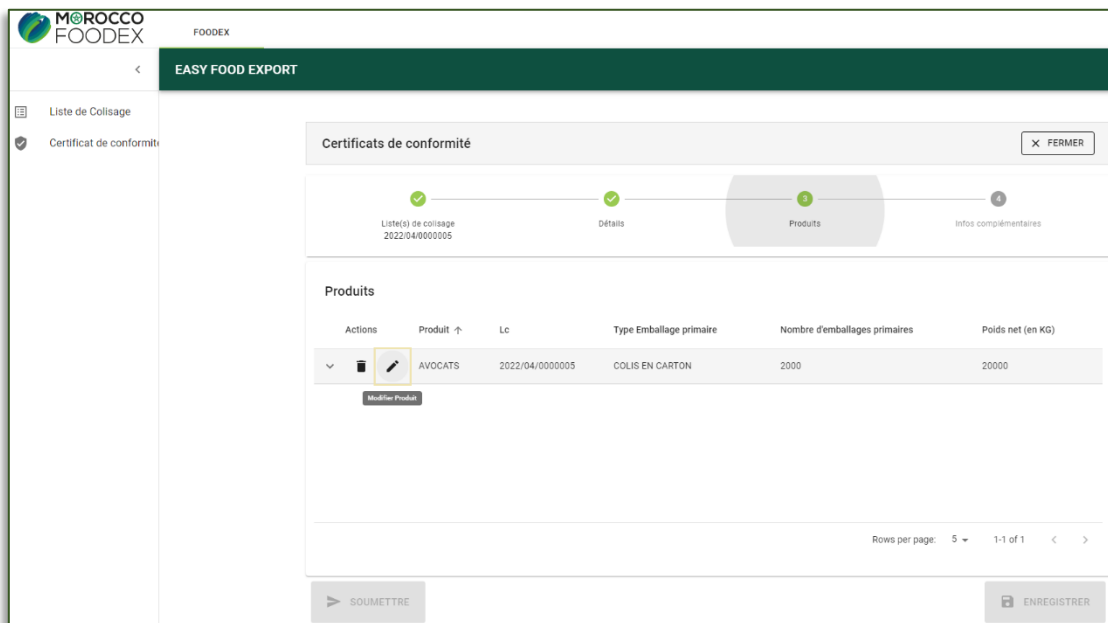 MOROCCO
FOODEX
FOODEX
EASY FOOD EXPORT
Liste de Colisage
Certificat de conformité
Certificats de conformité
FERMER
Liste(s) de colisage
2022/04/0000005
Détails
3
Produits
4
Infos complémentaires
Produits
Actions Produit Lc Type Emballage primaire Nombre d'emballages primaires Poids net (en KG)
AVOCATS 2022/04/0000005 COLIS EN CARTON 2000 20000
Modifier Produit
Rows per page: 5 1-1 of 1
SOUMETTRE
ENREGISTRER